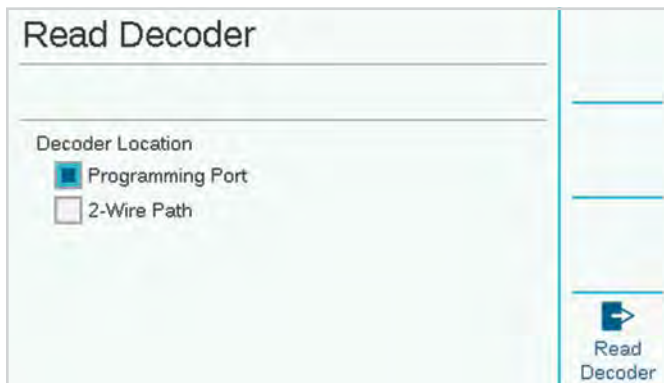 Read Decoder
Decoder Location
Programming Port
2-Wire Path
Read
Decoder